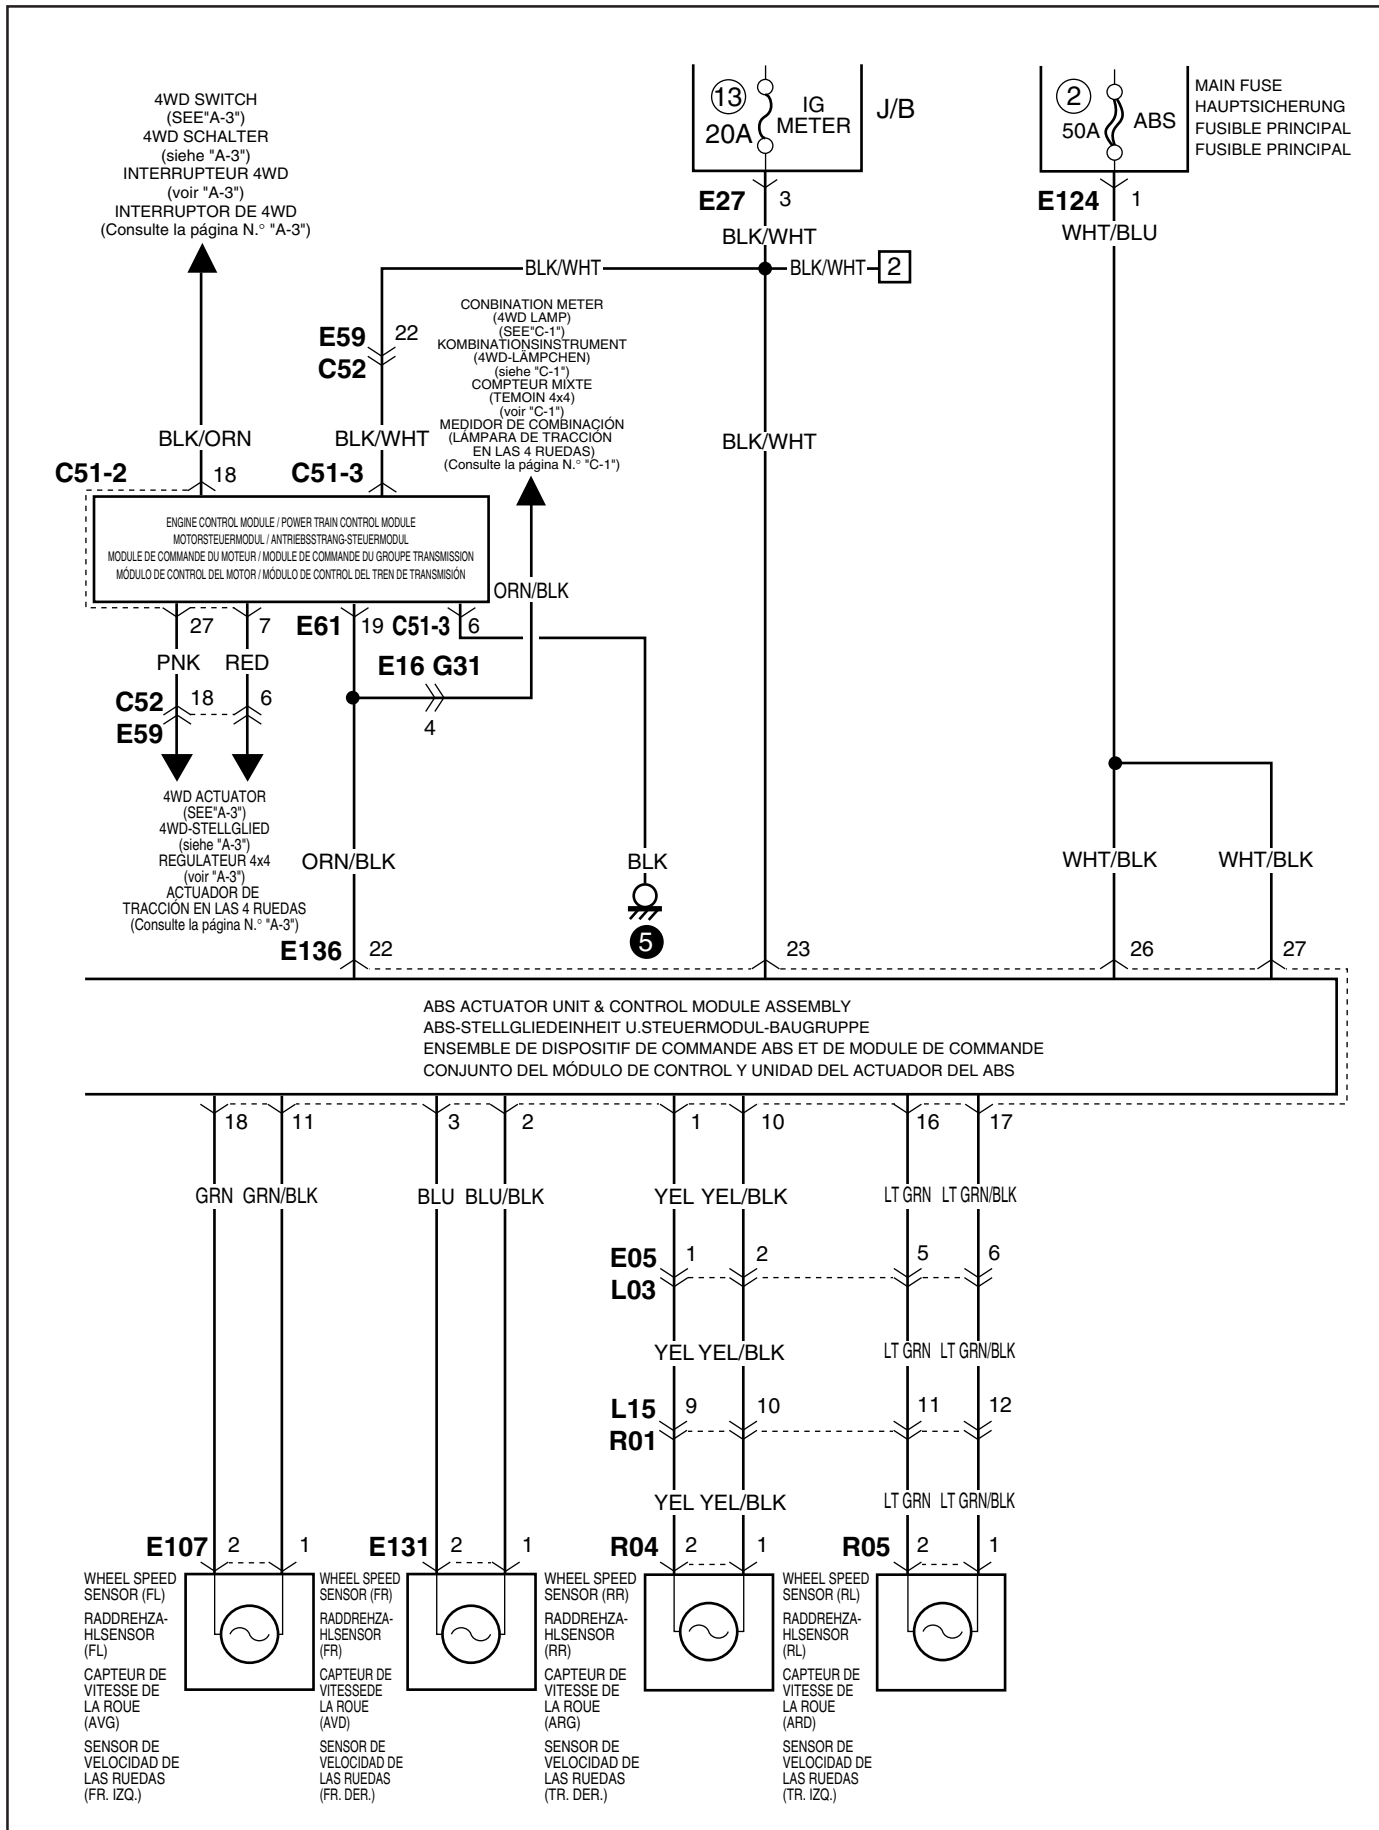 4WD SWITCH
(SEE"A-3")
4WD SCHALTER
(siehe "A-3")
INTERRUPTEUR 4WD
(voir "A-3")
INTERRUPTOR DE 4WD
(Consulte la página N.° "A-3")
13
20A
IG
METER
J/B
2
50A
ABS
MAIN FUSE
HAUPTSICHERUNG
FUSIBLE PRINCIPAL
FUSIBLE PRINCIPAL
E27 3
E124 1
BLK/WHT
WHT/BLU
BLK/WHT
BLK/WHT 2
E59 22
C52
CONBINATION METER
(4WD LAMP)
(SEE"C-1")
KOMBINATIONSINSTRUMENT
(4WD-LÄMPCHEN)
(siehe "C-1")
COMPTEUR MIXTE
(TEMOIN 4x4)
(voir "C-1")
MEDIDOR DE COMBINACIÓN
(LÁMPARA DE TRACCIÓN
EN LAS 4 RUEDAS)
(Consulte la página N.° "C-1")
BLK/ORN
BLK/WHT
BLK/WHT
C51-2 18
C51-3
ENGINE CONTROL MODULE / POWER TRAIN CONTROL MODULE
MOTORSTEUERMODUL / ANTRIEBSSTRANG-STEUERMODUL
MODULE DE COMMANDE DU MOTEUR / MODULE DE COMMANDE DU GROUPE TRANSMISSION
MÓDULO DE CONTROL DEL MOTOR / MÓDULO DE CONTROL DEL TREN DE TRANSMISIÓN
ORN/BLK
27 7 E61 19 C51-3 6
PNK RED
E16 G31
4
C52 18 6
E59
4WD ACTUATOR
(SEE"A-3")
4WD-STELLGLIED
(siehe "A-3")
REGULATEUR 4x4
(voir "A-3")
ACTUADOR DE
TRACCIÓN EN LAS 4 RUEDAS
(Consulte la página N.° "A-3")
ORN/BLK
BLK
5
WHT/BLK WHT/BLK
E136 22 23 26 27
ABS ACTUATOR UNIT & CONTROL MODULE ASSEMBLY
ABS-STELLGLIEDEINHEIT U.STEUERMODUL-BAUGRUPPE
ENSEMBLE DE DISPOSITIF DE COMMANDE ABS ET DE MODULE DE COMMANDE
CONJUNTO DEL MÓDULO DE CONTROL Y UNIDAD DEL ACTUADOR DEL ABS
18 11 3 2 1 10 16 17
GRN GRN/BLK BLU BLU/BLK YEL YEL/BLK LT GRN LT GRN/BLK
E05 1 2 5 6
L03
YEL YEL/BLK LT GRN LT GRN/BLK
L15 9 10 11 12
R01
YEL YEL/BLK LT GRN LT GRN/BLK
E107 2 1 E131 2 1 R04 2 1 R05 2 1
WHEEL SPEED
SENSOR (FL)
RADDREHZA-
HLSENSOR
(FL)
CAPTEUR DE
VITESSE DE
LA ROUE
(AVG)
SENSOR DE
VELOCIDAD DE
LAS RUEDAS
(FR. IZQ.)
WHEEL SPEED
SENSOR (FR)
RADDREHZA-
HLSENSOR
(FR)
CAPTEUR DE
VITESSEDE
LA ROUE
(AVD)
SENSOR DE
VELOCIDAD DE
LAS RUEDAS
(FR. DER.)
WHEEL SPEED
SENSOR (RR)
RADDREHZA-
HLSENSOR
(RR)
CAPTEUR DE
VITESSE DE
LA ROUE
(ARG)
SENSOR DE
VELOCIDAD DE
LAS RUEDAS
(TR. DER.)
WHEEL SPEED
SENSOR (RL)
RADDREHZA-
HLSENSOR
(RL)
CAPTEUR DE
VITESSE DE
LA ROUE
(ARD)
SENSOR DE
VELOCIDAD DE
LAS RUEDAS
(TR. IZQ.)